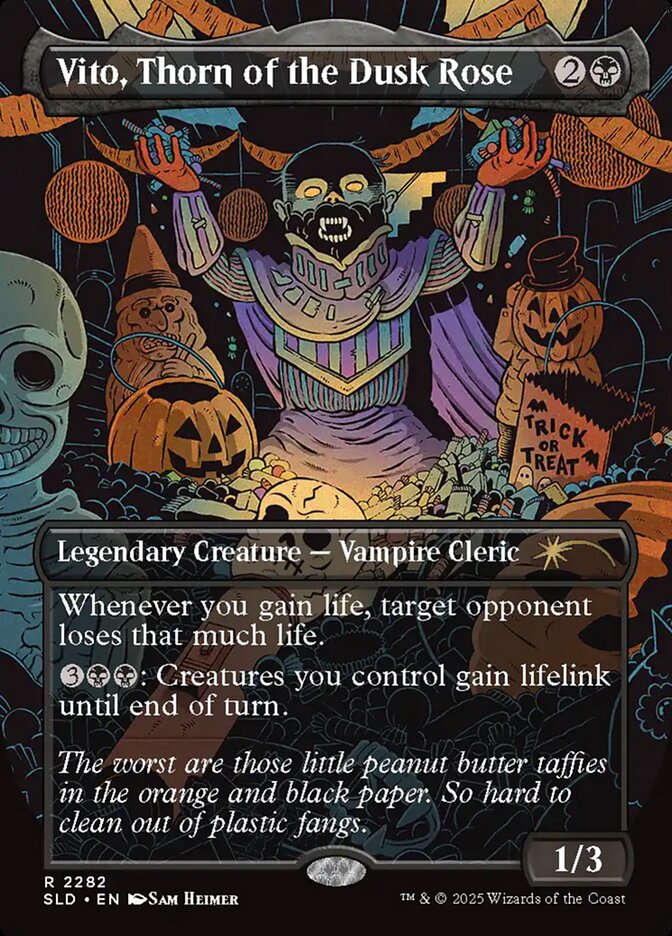 Vito, Thorn of the Dusk Rose 2
TRICK
OR
TREAT
Legendary Creature — Vampire Cleric
Whenever you gain life, target opponent
loses that much life.
3: Creatures you control gain lifelink
until end of turn.
The worst are those little peanut butter taffies
in the orange and black paper. So hard to
clean out of plastic fangs.
1/3
R 2282
SLD • EN SAM HEIMER
™ & © 2025 Wizards of the Coast